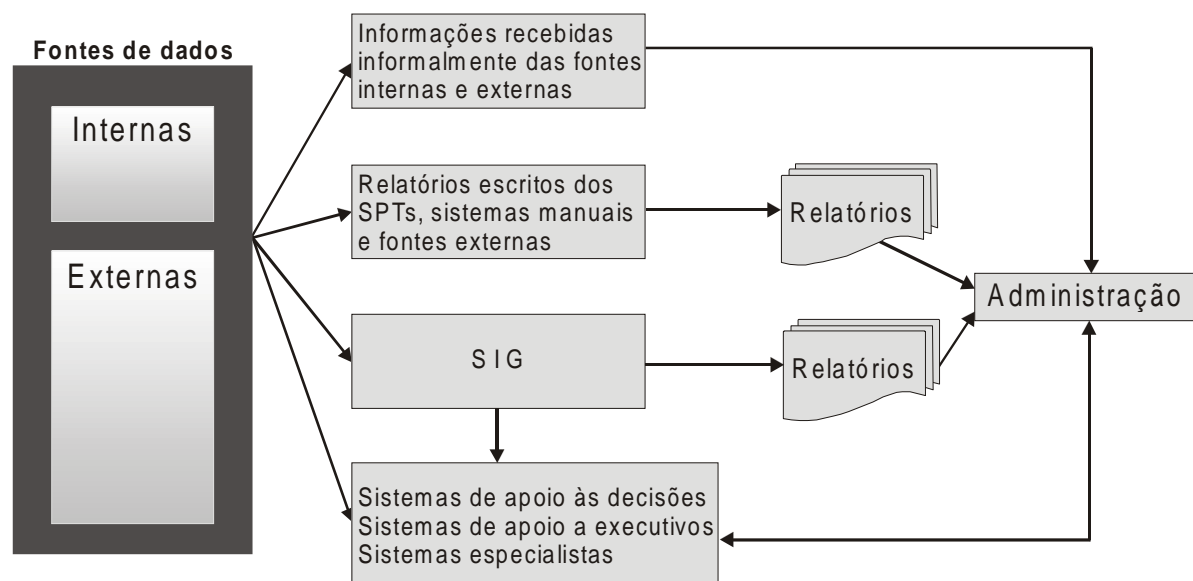 Fontes de dados
Internas
Externas
Informações recebidas
informalmente das fontes
internas e externas
Relatórios escritos dos
SPTs, sistemas manuais
e fontes externas
Relatórios
SIG
Relatórios
Administração
Sistemas de apoio às decisões
Sistemas de apoio a executivos
Sistemas especialistas